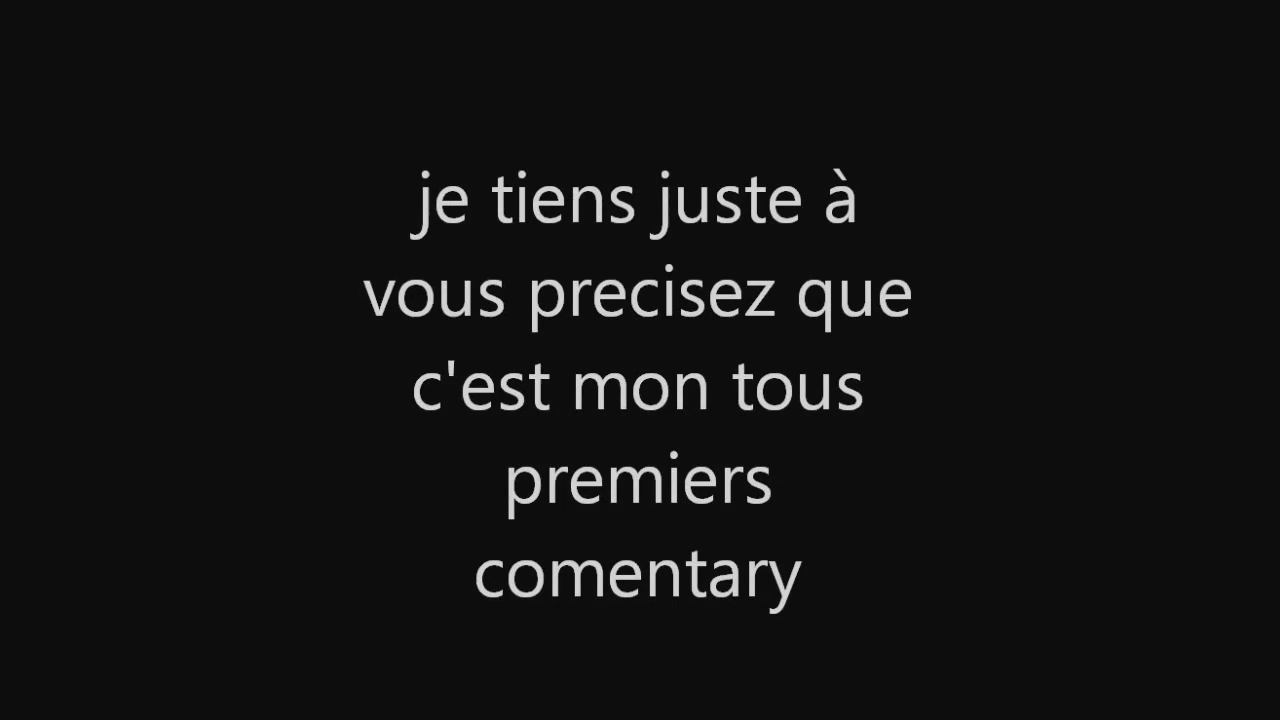 je tiens juste à
vous precisez que
c'est mon tous
premiers
comentary